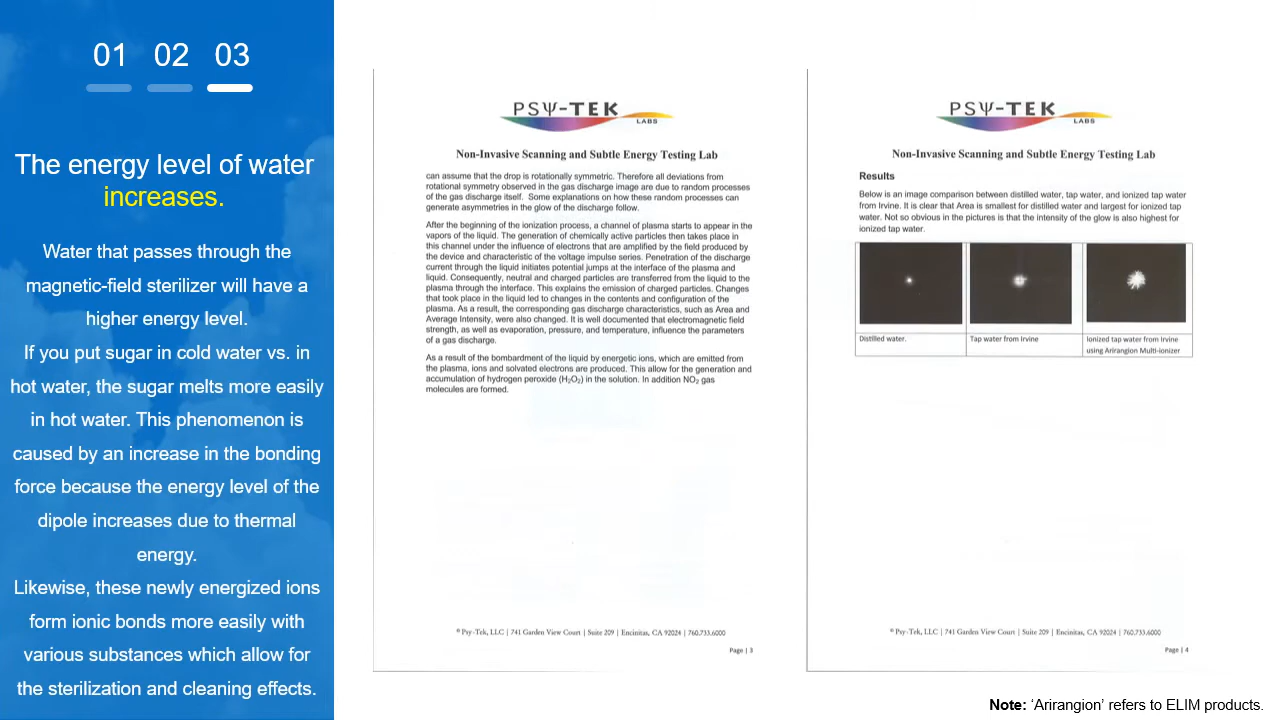 01 02 03
The energy level of water
increases.
Water that passes through the
magnetic-field sterilizer will have a
higher energy level.
If you put sugar in cold water vs. in
hot water, the sugar melts more easily
in hot water. This phenomenon is
caused by an increase in the bonding
force because the energy level of the
dipole increases due to thermal
energy.
Likewise, these newly energized ions
form ionic bonds more easily with
various substances which allow for
the sterilization and cleaning effects.
PSΨ-TEK
LABS
Non-Invasive Scanning and Subtle Energy Testing Lab
can assume that the drop is rotationally symmetric. Therefore all deviations from
rotational symmetry observed in the gas discharge image are due to random processes
of the gas discharge itself. Some explanations on how these random processes can
generate asymmetries in the glow of the discharge follow.
After the beginning of the ionization process, a channel of plasma starts to appear in the
vapors of the liquid. The generation of chemically active particles then takes place in
this channel under the influence of electrons that are amplified by the field produced by
the device and characteristic of the voltage impulse series. Penetration of the discharge
current through the liquid initiates potential jumps at the interface of the plasma and
liquid. Consequently, neutral and charged particles are transferred from the liquid to the
plasma through the interface. This explains the emission of charged particles. Changes
that took place in the liquid led to changes in the contents and configuration of the
plasma. As a result, the corresponding gas discharge characteristics, such as Area and
Average Intensity, were also changed. It is well documented that electromagnetic field
strength, as well as evaporation, pressure, and temperature, influence the parameters
of a gas discharge.
As a result of the bombardment of the liquid by energetic ions, which are emitted from
the plasma, ions and solvated electrons are produced. This allow for the generation and
accumulation of hydrogen peroxide (H₂O₂) in the solution. In addition NO₂ gas
molecules are formed.
® Psy-Tek, LLC | 741 Garden View Court | Suite 209 | Encinitas, CA 92024 | 760.733.6000
Page | 3
PSΨ-TEK
LABS
Non-Invasive Scanning and Subtle Energy Testing Lab
Results
Below is an image comparison between distilled water, tap water, and ionized tap water
from Irvine. It is clear that Area is smallest for distilled water and largest for ionized tap
water. Not so obvious in the pictures is that the intensity of the glow is also highest for
ionized tap water.
Distilled water.
Tap water from Irvine
Ionized tap water from Irvine
using Arirangion Multi-ionizer
® Psy-Tek, LLC | 741 Garden View Court | Suite 209 | Encinitas, CA 92024 | 760.733.6000
Page | 4
Note: ‘Arirangion’ refers to ELIM products.